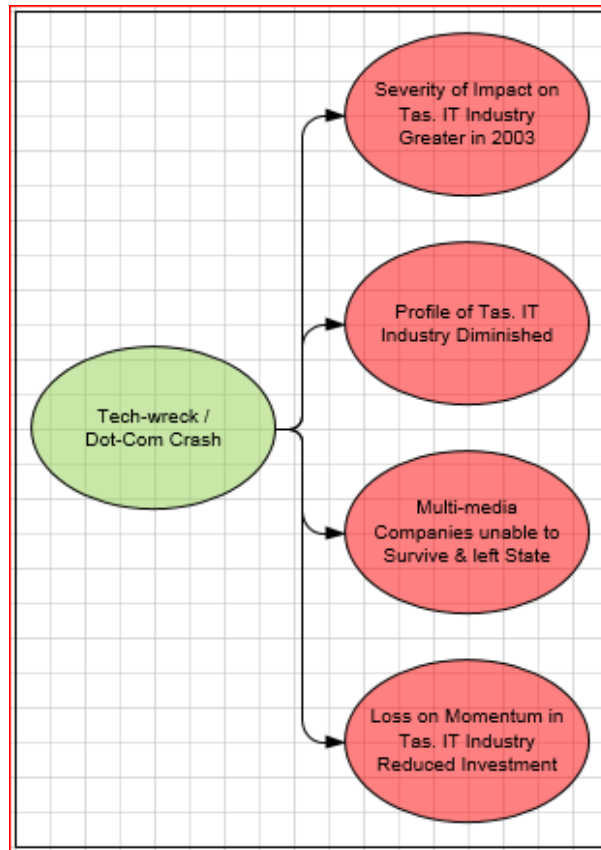 Severity of Impact on
Tas. IT Industry
Greater in 2003
Profile of Tas. IT
Industry Diminished
Tech-wreck /
Dot-Com Crash
Multi-media
Companies unable to
Survive & left State
Loss on Momentum in
Tas. IT Industry
Reduced Investment